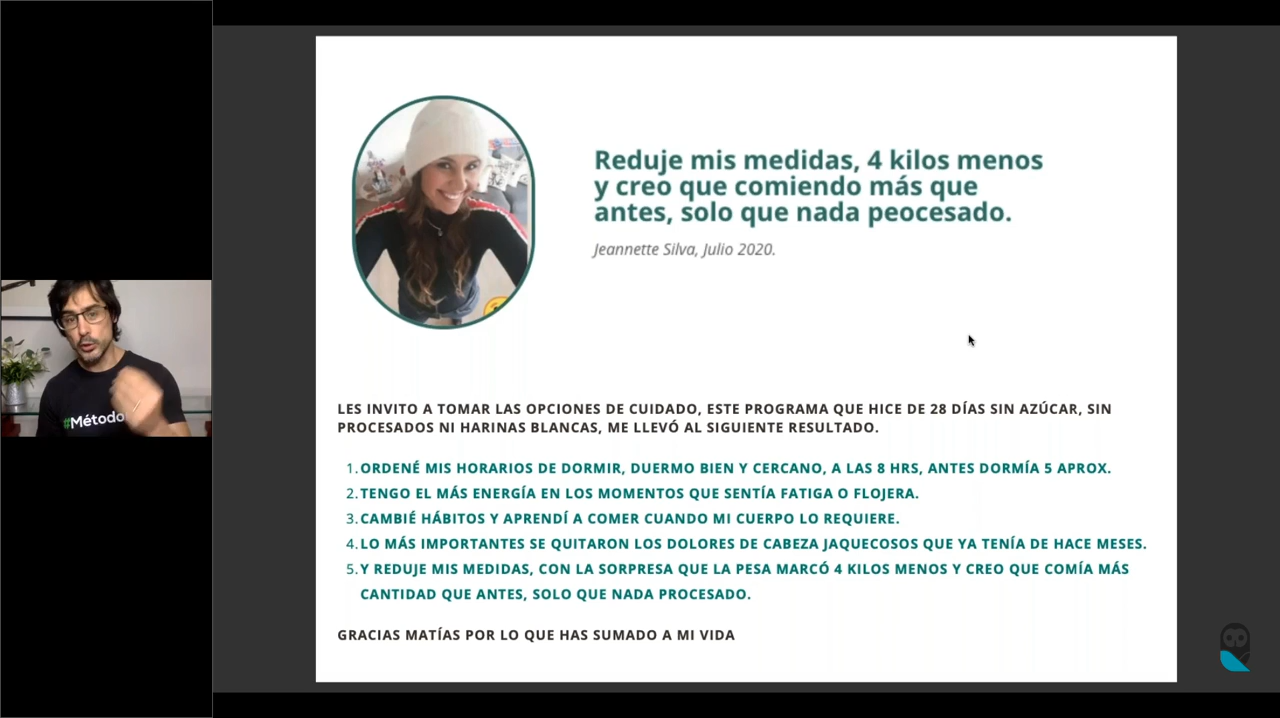 Reduje mis medidas, 4 kilos menos
y creo que comiendo más que
antes, solo que nada peocesado.
Jeannette Silva, Julio 2020.
#Método
LES INVITO A TOMAR LAS OPCIONES DE CUIDADO, ESTE PROGRAMA QUE HICE DE 28 DÍAS SIN AZÚCAR, SIN
PROCESADOS NI HARINAS BLANCAS, ME LLEVÓ AL SIGUIENTE RESULTADO.
1. ORDENÉ MIS HORARIOS DE DORMIR, DUERMO BIEN Y CERCANO, A LAS 8 HRS, ANTES DORMÍA 5 APROX.
2. TENGO EL MÁS ENERGÍA EN LOS MOMENTOS QUE SENTÍA FATIGA O FLOJERA.
3. CAMBIÉ HÁBITOS Y APRENDÍ A COMER CUANDO MI CUERPO LO REQUIERE.
4. LO MÁS IMPORTANTES SE QUITARON LOS DOLORES DE CABEZA JAQUECOSOS QUE YA TENÍA DE HACE MESES.
5. Y REDUJE MIS MEDIDAS, CON LA SORPRESA QUE LA PESA MARCÓ 4 KILOS MENOS Y CREO QUE COMÍA MÁS
CANTIDAD QUE ANTES, SOLO QUE NADA PROCESADO.
GRACIAS MATÍAS POR LO QUE HAS SUMADO A MI VIDA